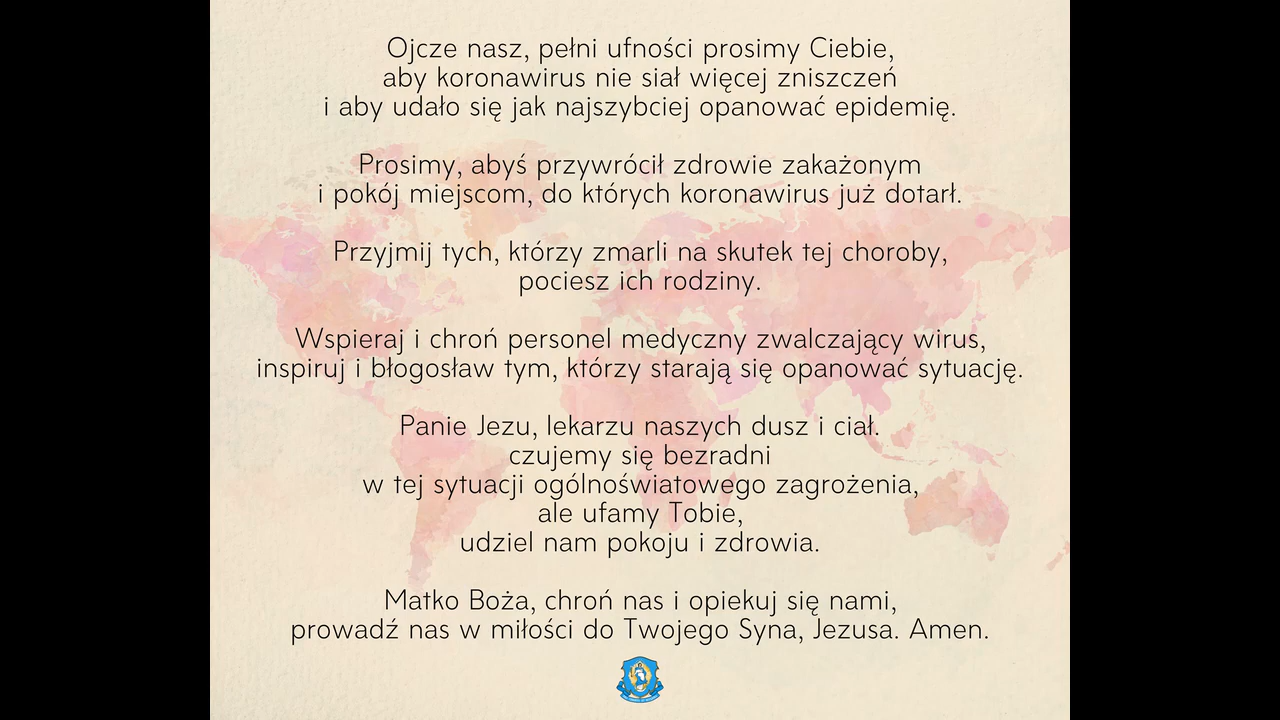 Ojcze nasz, pełni ufności prosimy Ciebie,
aby koronawirus nie siał więcej zniszczeń
i aby udało się jak najszybciej opanować epidemię.
Prosimy, abyś przywrócił zdrowie zakażonym
i pokój miejscom, do których koronawirus już dotarł.
Przyjmij tych, którzy zmarli na skutek tej choroby,
pociesz ich rodziny.
Wspieraj i chroń personel medyczny zwalczający wirus,
inspiruj i błogosław tym, którzy starają się opanować sytuację.
Panie Jezu, lekarzu naszych dusz i ciał.
czujemy się bezradni
w tej sytuacji ogólnoświatowego zagrożenia,
ale ufamy Tobie,
udziel nam pokoju i zdrowia.
Matko Boża, chroń nas i opiekuj się nami,
prowadź nas w miłości do Twojego Syna, Jezusa. Amen.